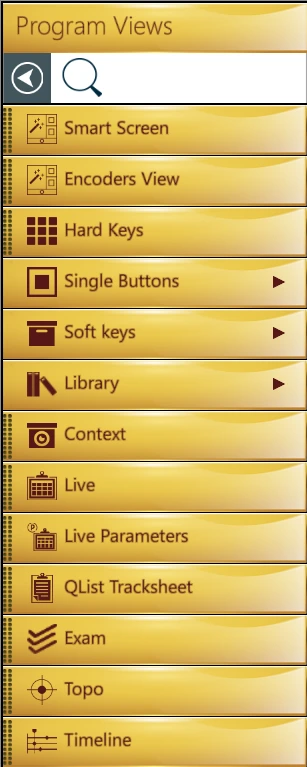 Program Views
Smart Screen
Encoders View
Hard Keys
Single Buttons
Soft keys
Library
Context
Live
P
Live Parameters
QList Tracksheet
Exam
Topo
Timeline